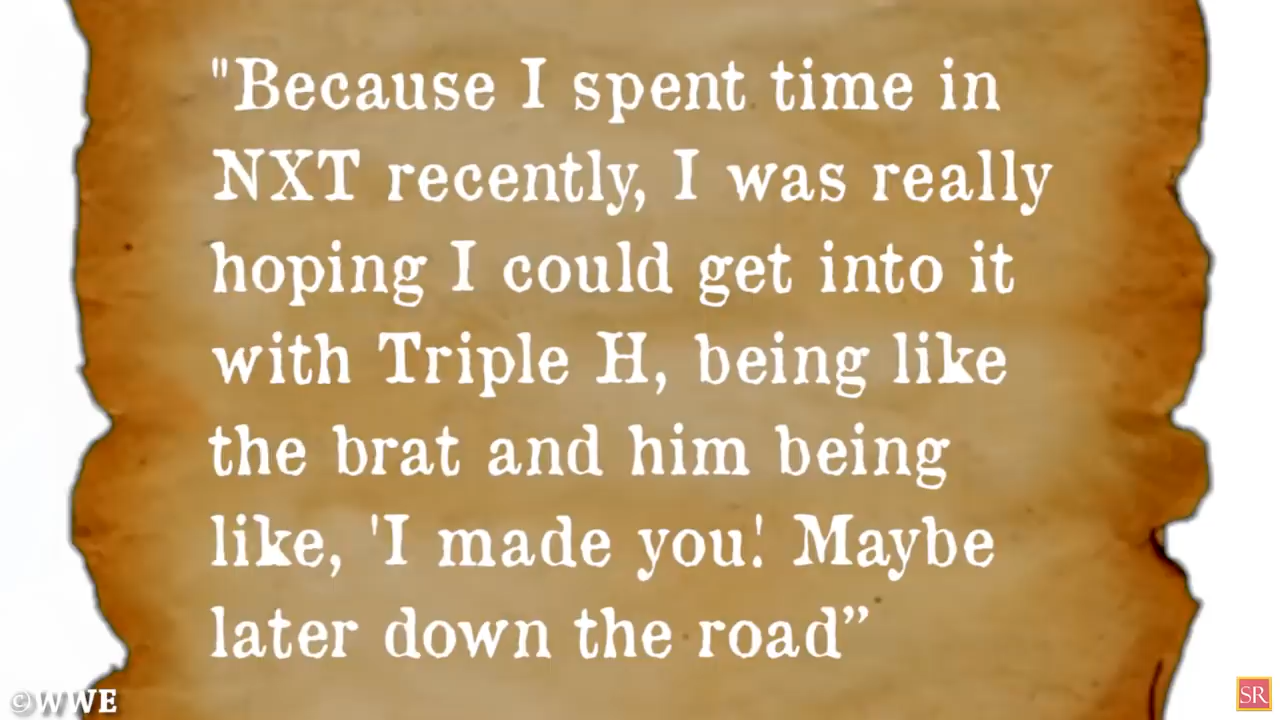 "Because I spent time in
NXT recently, I was really
hoping I could get into it
with Triple H, being like
the brat and him being
like, 'I made you.' Maybe
later down the road”
©WWE
SR